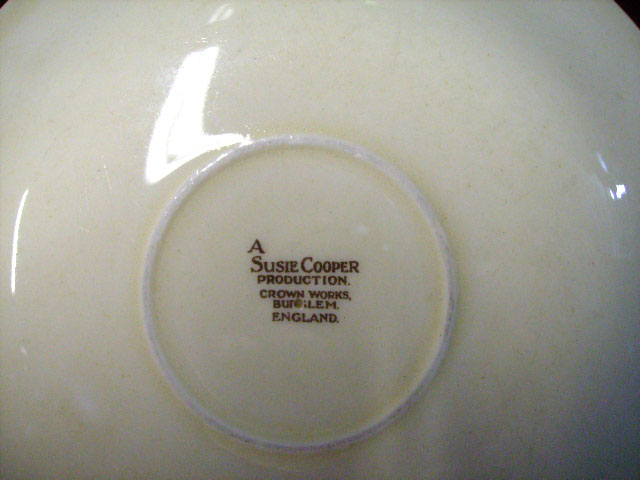 A
SUSIE COOPER
PRODUCTION.
CROWN WORKS,
BURSLEM.
ENGLAND.